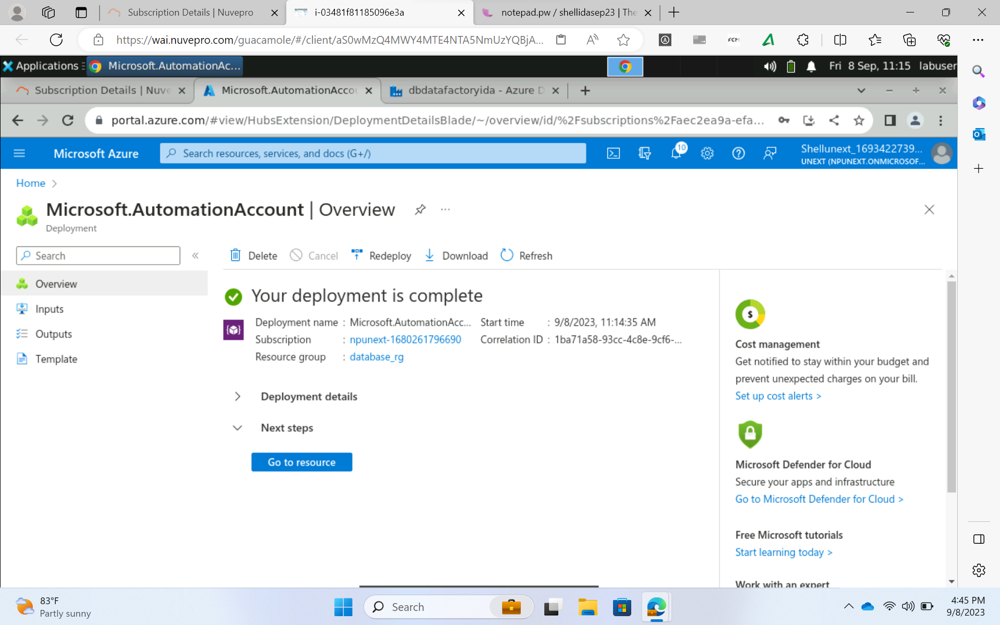 Subscription Details | Nuvepro
i-03481f81185096e3a
notepad.pw / shellidasep23 | The
https://wai.nuvepro.com/guacamole/#/client/aS0wMzQ4MWY4MTE4NTA5NmUzYQBjA...
FCM
Applications
Microsoft.AutomationAc...
Fri 8 Sep, 11:15 labuser
Subscription Details | Nuve
Microsoft.AutomationAccou
dbdatafactoryida - Azure D
portal.azure.com/#view/HubsExtension/DeploymentDetailsBlade/~/overview/id/%2Fsubscriptions%2Faec2ea9a-efa...
Microsoft Azure
Search resources, services, and docs (G+/)
10
Shellunext_1693422739...
UNEXT (NPUNEXT.ONMICROSOF...
Home
Microsoft.AutomationAccount | Overview
Deployment
Search
Delete
Cancel
Redeploy
Download
Refresh
Overview
Inputs
Outputs
Template
Your deployment is complete
Deployment name : Microsoft.AutomationAcc...
Subscription : npunext-1680261796690
Resource group : database_rg
Start time : 9/8/2023, 11:14:35 AM
Correlation ID : 1ba71a58-93cc-4c8e-9cf6-...
Deployment details
Next steps
Go to resource
Cost management
Get notified to stay within your budget and
prevent unexpected charges on your bill.
Set up cost alerts >
Microsoft Defender for Cloud
Secure your apps and infrastructure
Go to Microsoft Defender for Cloud >
Free Microsoft tutorials
Start learning today >
Work with an expert
83°F
Partly sunny
Search
4:45 PM
9/8/2023